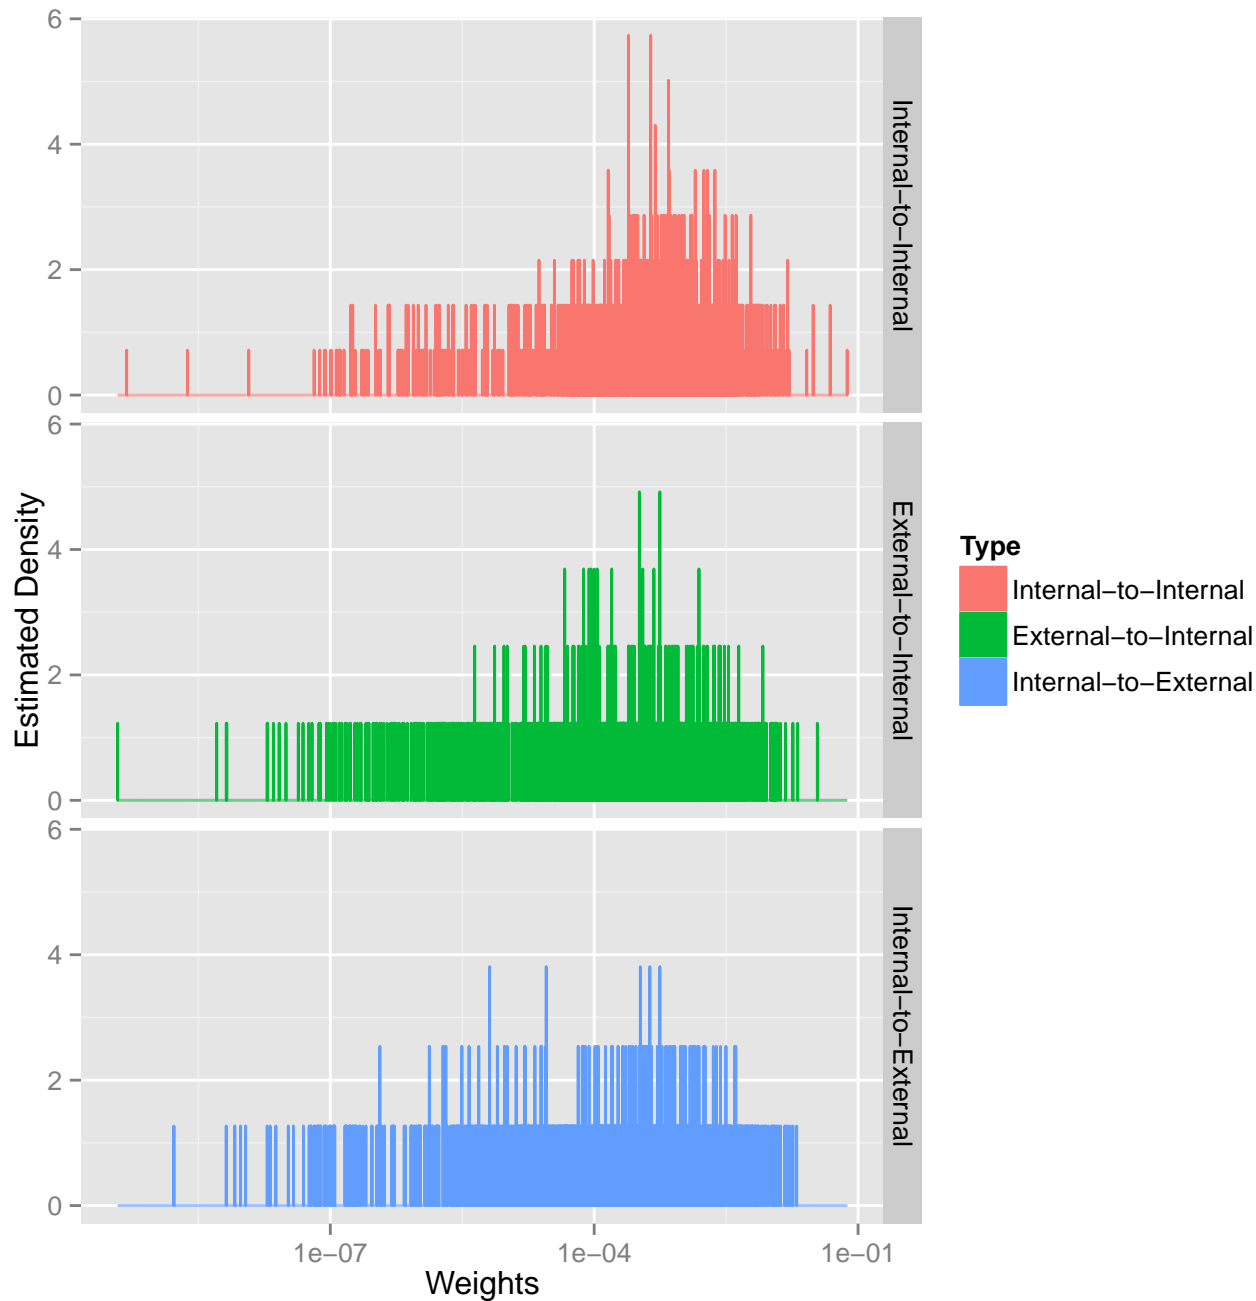 6
4
2
0
Internal-to-Internal
6
4
2
0
External-to-Internal
6
4
2
0
Internal-to-External
Estimated Density
1e-07
1e-04
1e-01
Weights
Type
Internal-to-Internal
External-to-Internal
Internal-to-External